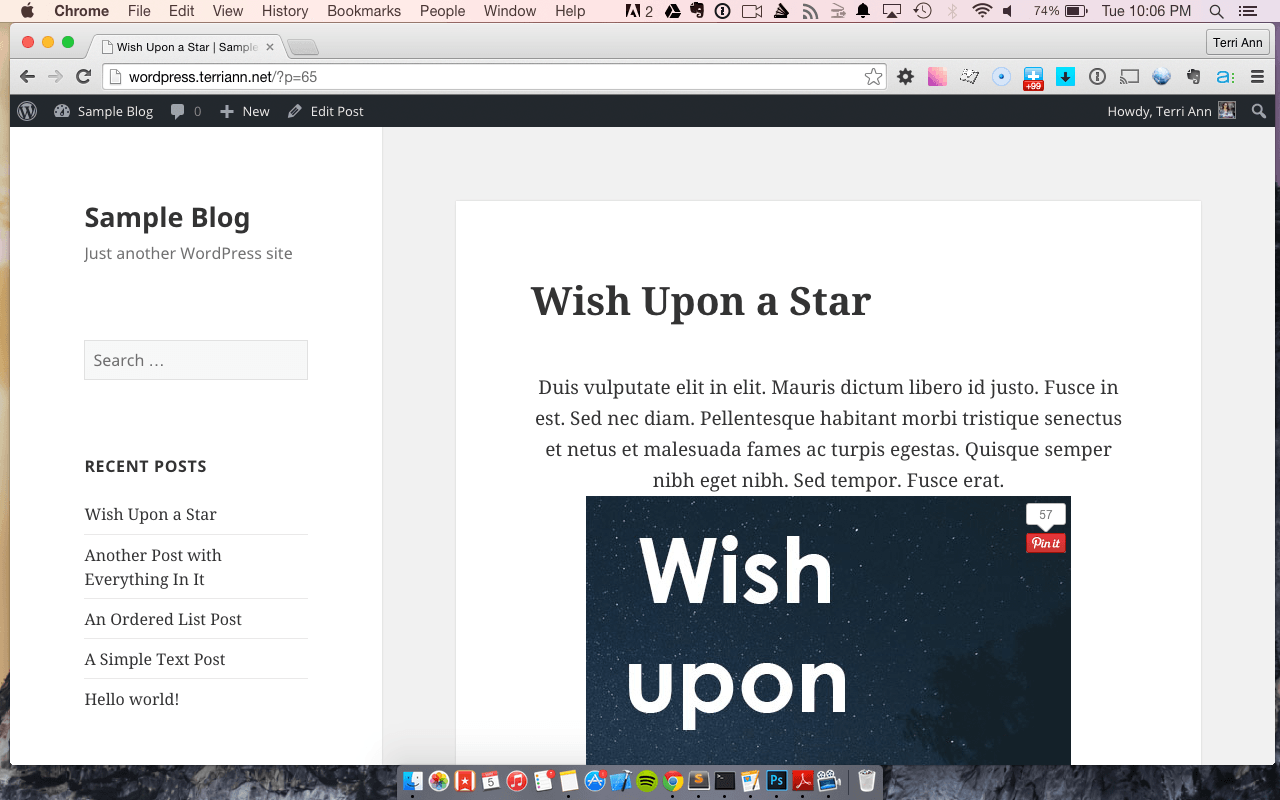 Chrome File Edit View History Bookmarks People Window Help 2 74% Tue 10:06 PM
Wish Upon a Star | Sample
Terri Ann
wordpress.terriann.net/?p=65
+99
a:
Sample Blog 0 New Edit Post Howdy, Terri Ann
Sample Blog
Just another WordPress site
Search …
RECENT POSTS
Wish Upon a Star
Another Post with
Everything In It
An Ordered List Post
A Simple Text Post
Hello world!
Wish Upon a Star
Duis vulputate elit in elit. Mauris dictum libero id justo. Fusce in
est. Sed nec diam. Pellentesque habitant morbi tristique senectus
et netus et malesuada fames ac turpis egestas. Quisque semper
nibh eget nibh. Sed tempor. Fusce erat.
57
Pin it
Wish
upon
5
Ps